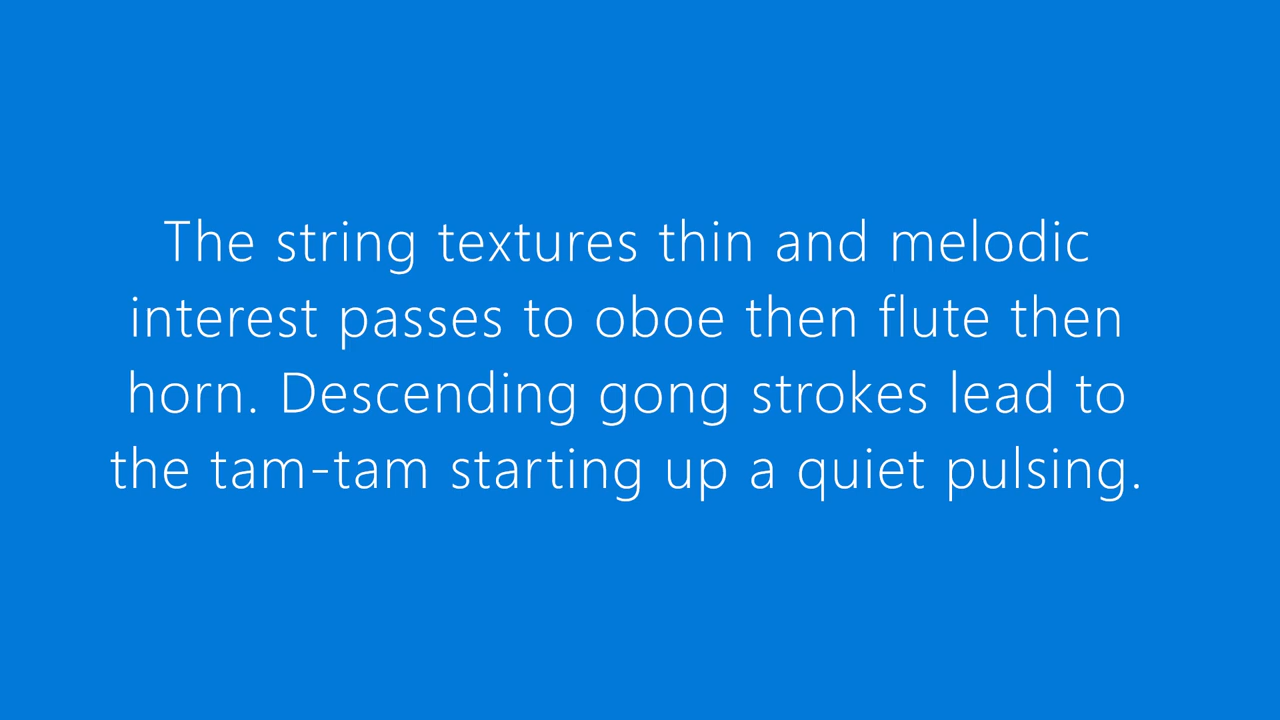 The string textures thin and melodic
interest passes to oboe then flute then
horn. Descending gong strokes lead to
the tam-tam starting up a quiet pulsing.